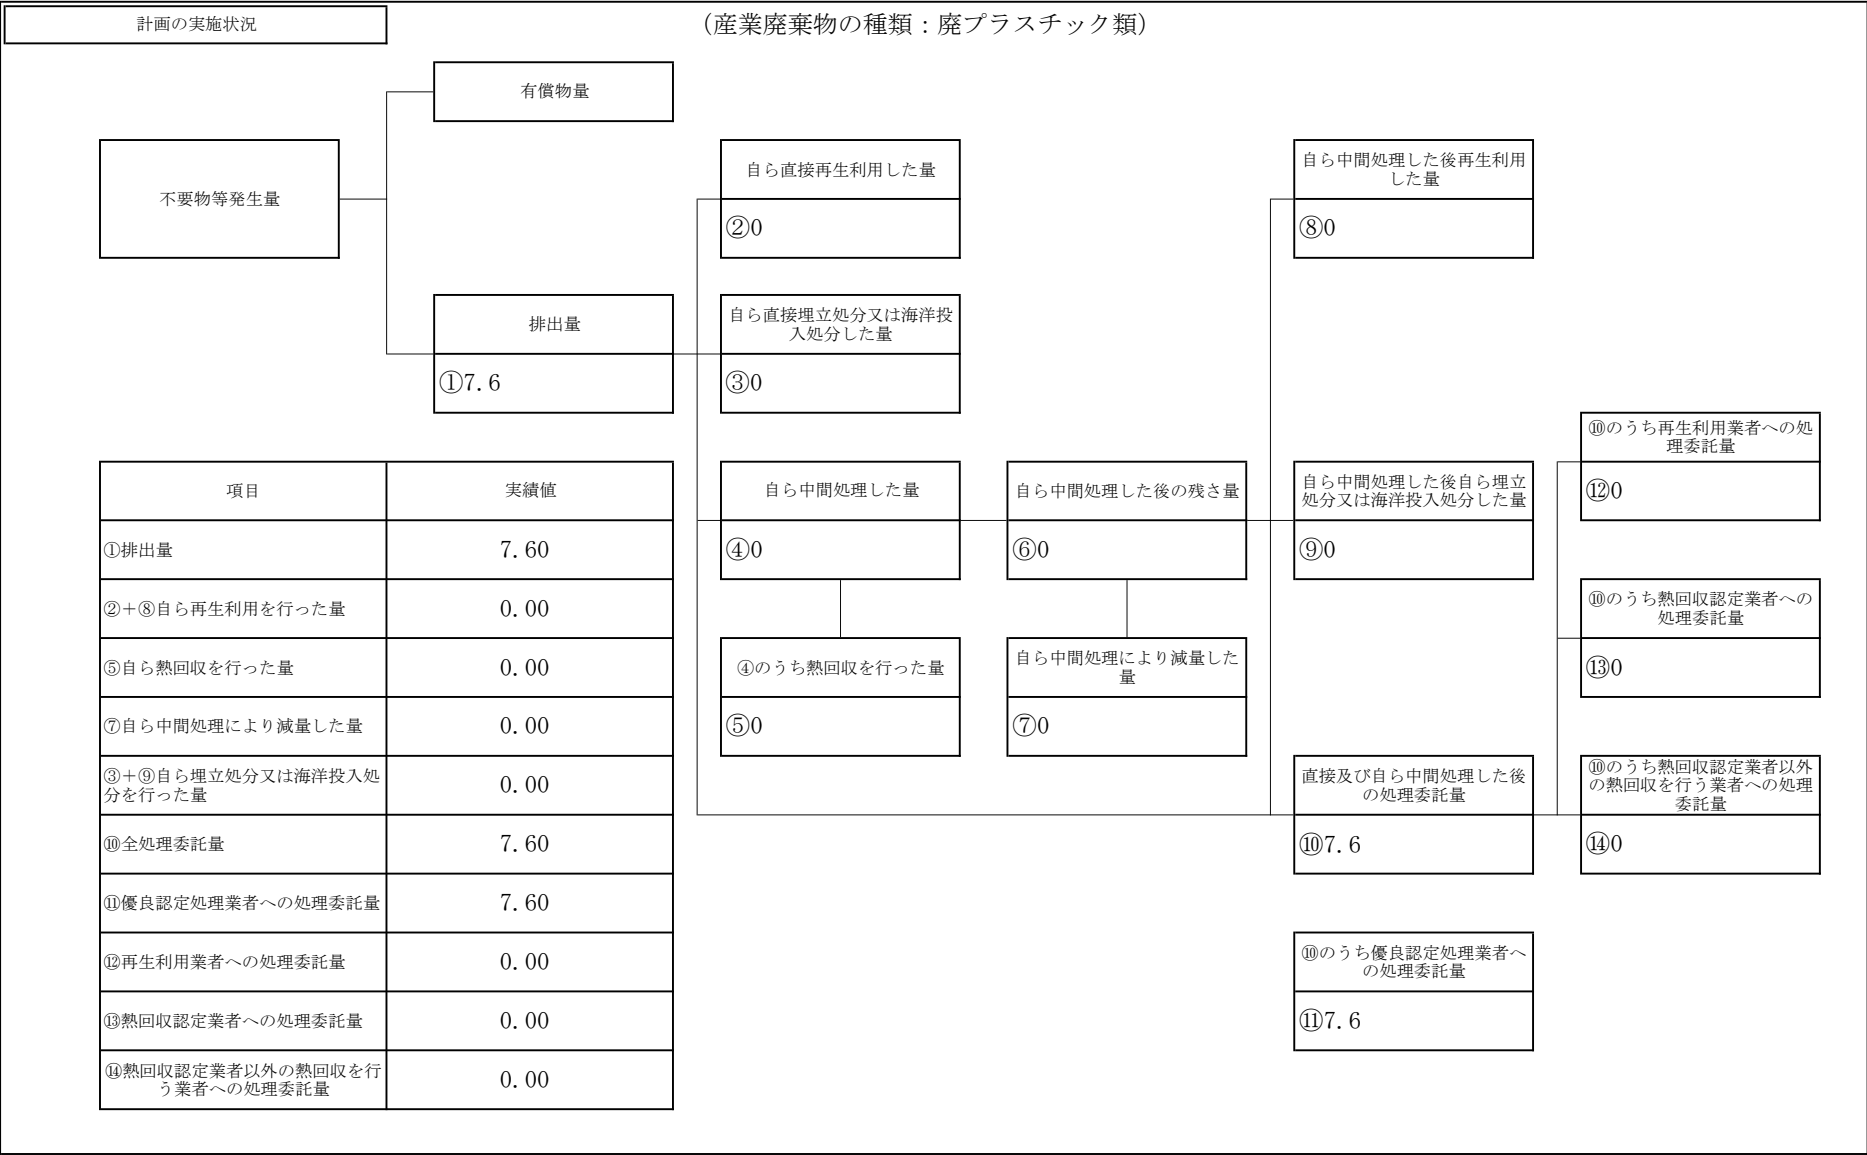 計画の実施状況
（産業廃棄物の種類：廃プラスチック類）
有償物量
不要物等発生量
自ら直接再生利用した量
②0
自ら中間処理した後再生利用
した量
⑧0
排出量
①7.6
自ら直接埋立処分又は海洋投
入処分した量
③0
⑩のうち再生利用業者への処
理委託量
⑫0
自ら中間処理した量
④0
自ら中間処理した後の残さ量
⑥0
自ら中間処理した後自ら埋立
処分又は海洋投入処分した量
⑨0
⑩のうち熱回収認定業者への
処理委託量
⑬0
④のうち熱回収を行った量
⑤0
自ら中間処理により減量した
量
⑦0
直接及び自ら中間処理した後
の処理委託量
⑩7.6
⑩のうち熱回収認定業者以外
の熱回収を行う業者への処理
委託量
⑭0
⑩のうち優良認定処理業者へ
の処理委託量
⑪7.6
項目 実績値
①排出量 7.60
②＋⑧自ら再生利用を行った量 0.00
⑤自ら熱回収を行った量 0.00
⑦自ら中間処理により減量した量 0.00
③＋⑨自ら埋立処分又は海洋投入処
分を行った量 0.00
⑩全処理委託量 7.60
⑪優良認定処理業者への処理委託量 7.60
⑫再生利用業者への処理委託量 0.00
⑬熱回収認定業者への処理委託量 0.00
⑭熱回収認定業者以外の熱回収を行
う業者への処理委託量 0.00